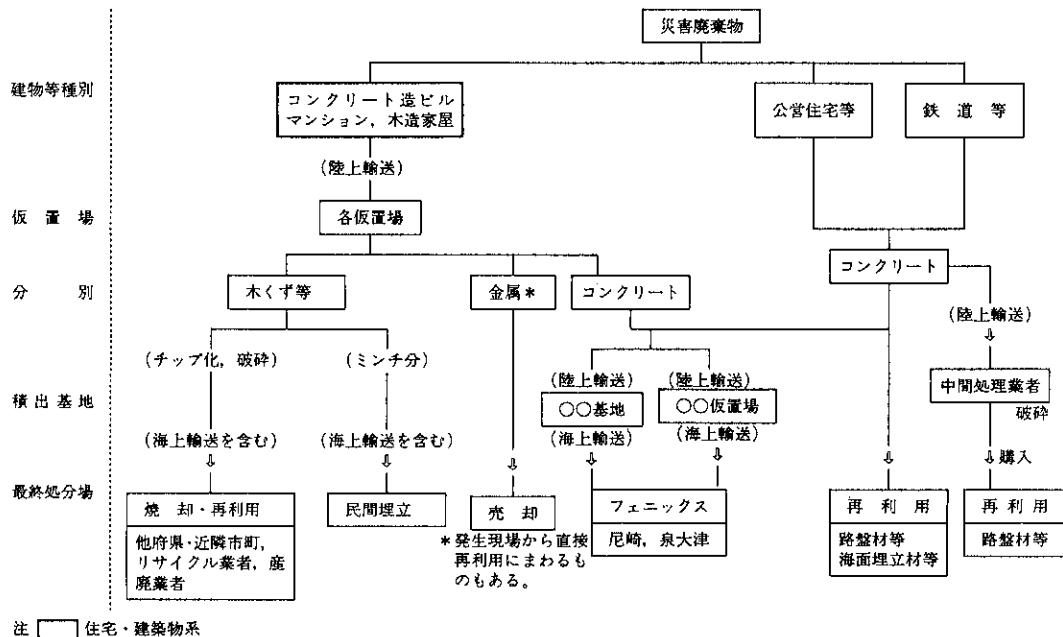 災害廃棄物
建物等種別
コンクリート造ビル
マンション，木造家屋
公営住宅等
鉄道等
(陸上輸送)
仮置場
各仮置場
コンクリート
分別
木くず等
金属＊
コンクリート
(陸上輸送)
(チップ化，破砕)
(ミンチ分)
(陸上輸送)
(陸上輸送)
中間処理業者
破砕
積出基地
○○基地
○○仮置場
(海上輸送を含む)
(海上輸送を含む)
(海上輸送)
(海上輸送)
購入
最終処分場
焼却・再利用
他府県・近隣市町，
リサイクル業者，産
廃業者
民間埋立
売却
＊発生現場から直接
再利用にまわるも
のもある。
フェニックス
尼崎，泉大津
再利用
路盤材等
海面埋立材等
再利用
路盤材等
注 住宅・建築物系